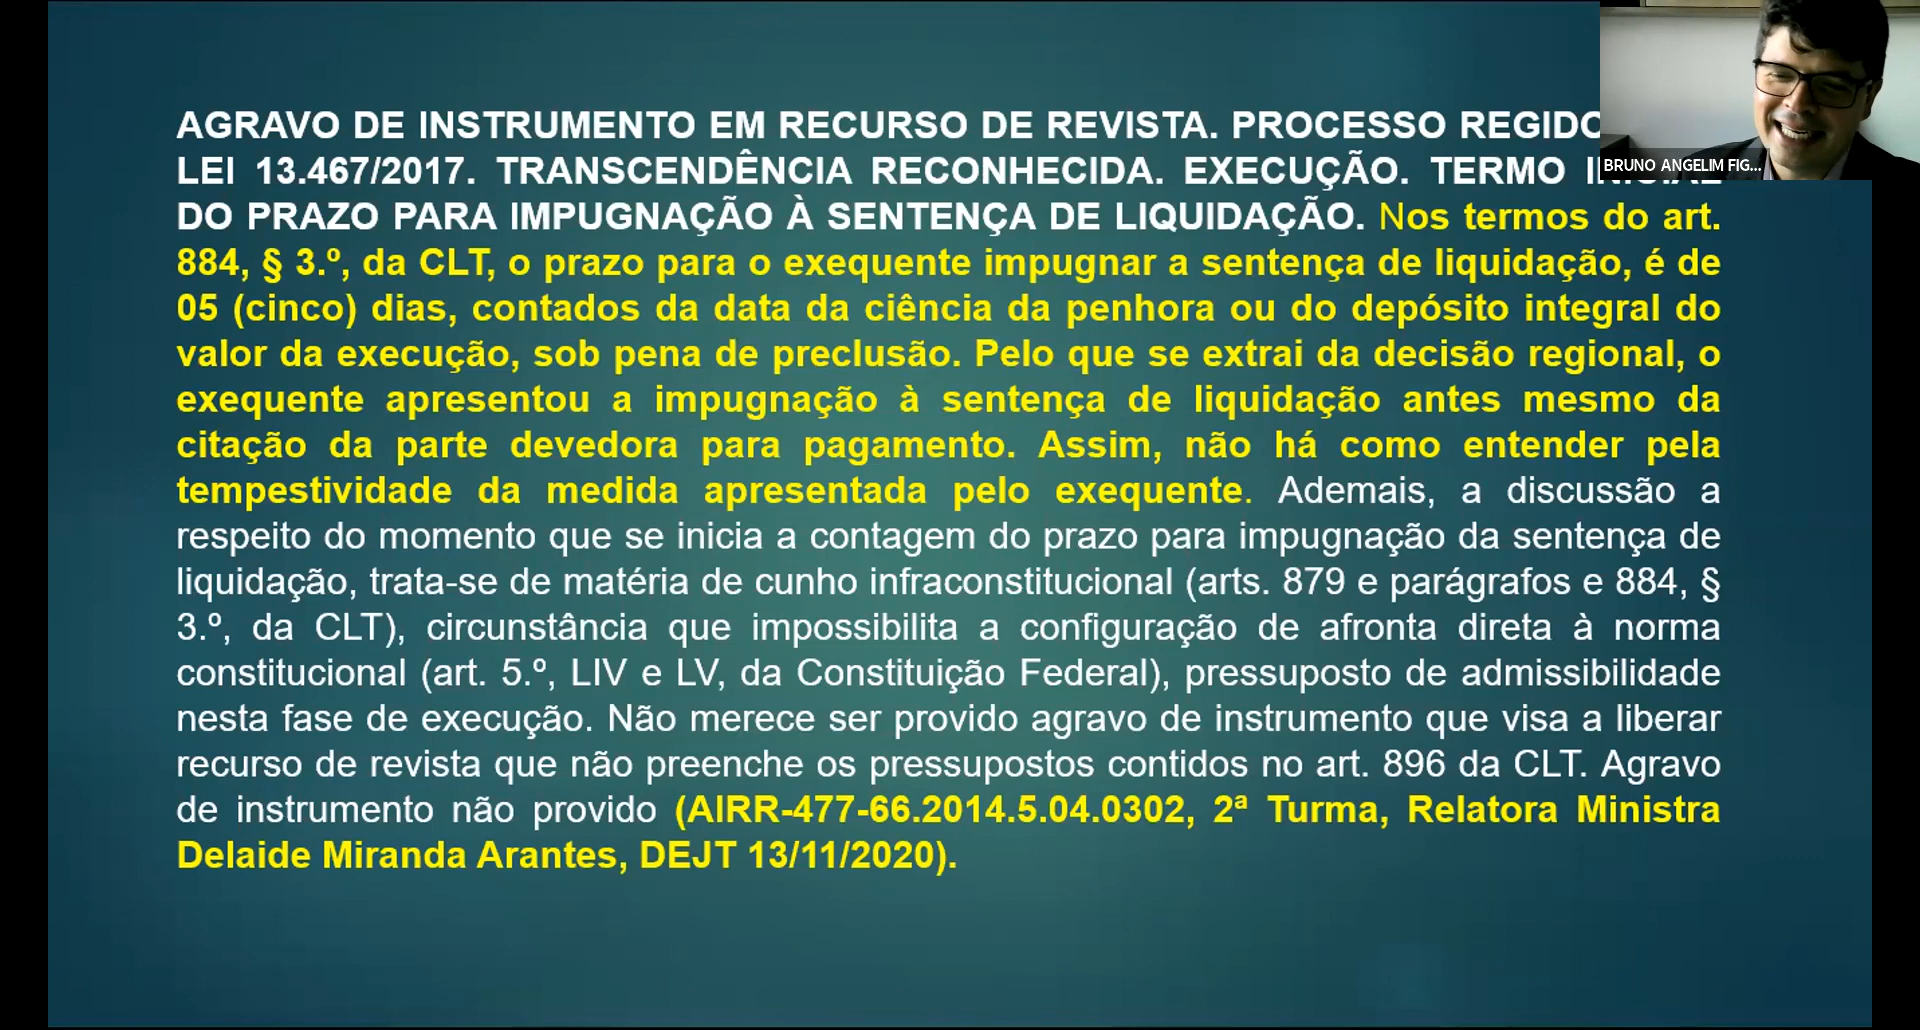 AGRAVO DE INSTRUMENTO EM RECURSO DE REVISTA. PROCESSO REGIDO
LEI 13.467/2017. TRANSCENDÊNCIA RECONHECIDA. EXECUÇÃO. TERMO INICIAL
DO PRAZO PARA IMPUGNAÇÃO À SENTENÇA DE LIQUIDAÇÃO. Nos termos do art.
884, § 3.º, da CLT, o prazo para o exequente impugnar a sentença de liquidação, é de
05 (cinco) dias, contados da data da ciência da penhora ou do depósito integral do
valor da execução, sob pena de preclusão. Pelo que se extrai da decisão regional, o
exequente apresentou a impugnação à sentença de liquidação antes mesmo da
citação da parte devedora para pagamento. Assim, não há como entender pela
tempestividade da medida apresentada pelo exequente. Ademais, a discussão a
respeito do momento que se inicia a contagem do prazo para impugnação da sentença de
liquidação, trata-se de matéria de cunho infraconstitucional (arts. 879 e parágrafos e 884, §
3.º, da CLT), circunstância que impossibilita a configuração de afronta direta à norma
constitucional (art. 5.º, LIV e LV, da Constituição Federal), pressuposto de admissibilidade
nesta fase de execução. Não merece ser provido agravo de instrumento que visa a liberar
recurso de revista que não preenche os pressupostos contidos no art. 896 da CLT. Agravo
de instrumento não provido (AIRR-477-66.2014.5.04.0302, 2ª Turma, Relatora Ministra
Delaide Miranda Arantes, DEJT 13/11/2020).
BRUNO ANGELIM FIG...